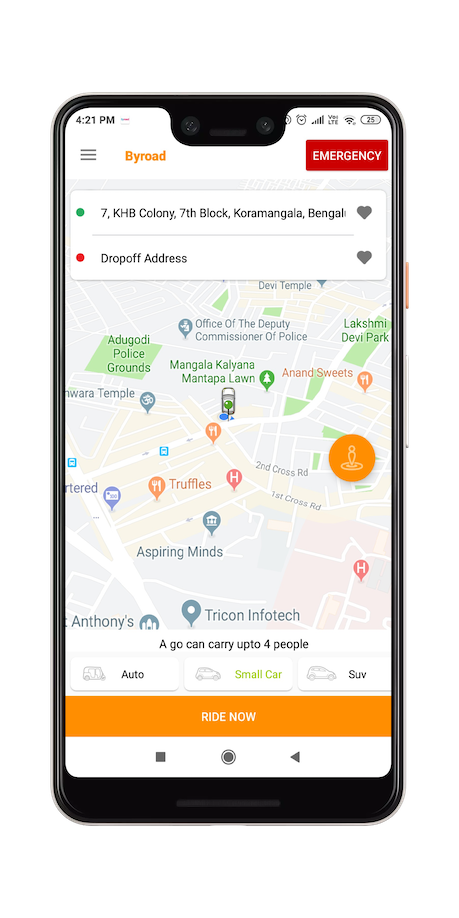 4:21 PM
Vo))
LTE
25
Byroad
EMERGENCY
7, KHB Colony, 7th Block, Koramangala, Bengalu
Dropoff Address
Devi Temple
Office Of The Deputy
Commissioner Of Police
Lakshmi
Devi Park
Adugodi
Police
Grounds
Mangala Kalyana
Mantapa Lawn
Anand Sweets
nwara Temple
2nd Cross Rd
Truffles
H
rtered
1st Cross Rd
Aspiring Minds
H
t Anthony's
Tricon Infotech
A go can carry upto 4 people
Auto
Small Car
Suv
RIDE NOW